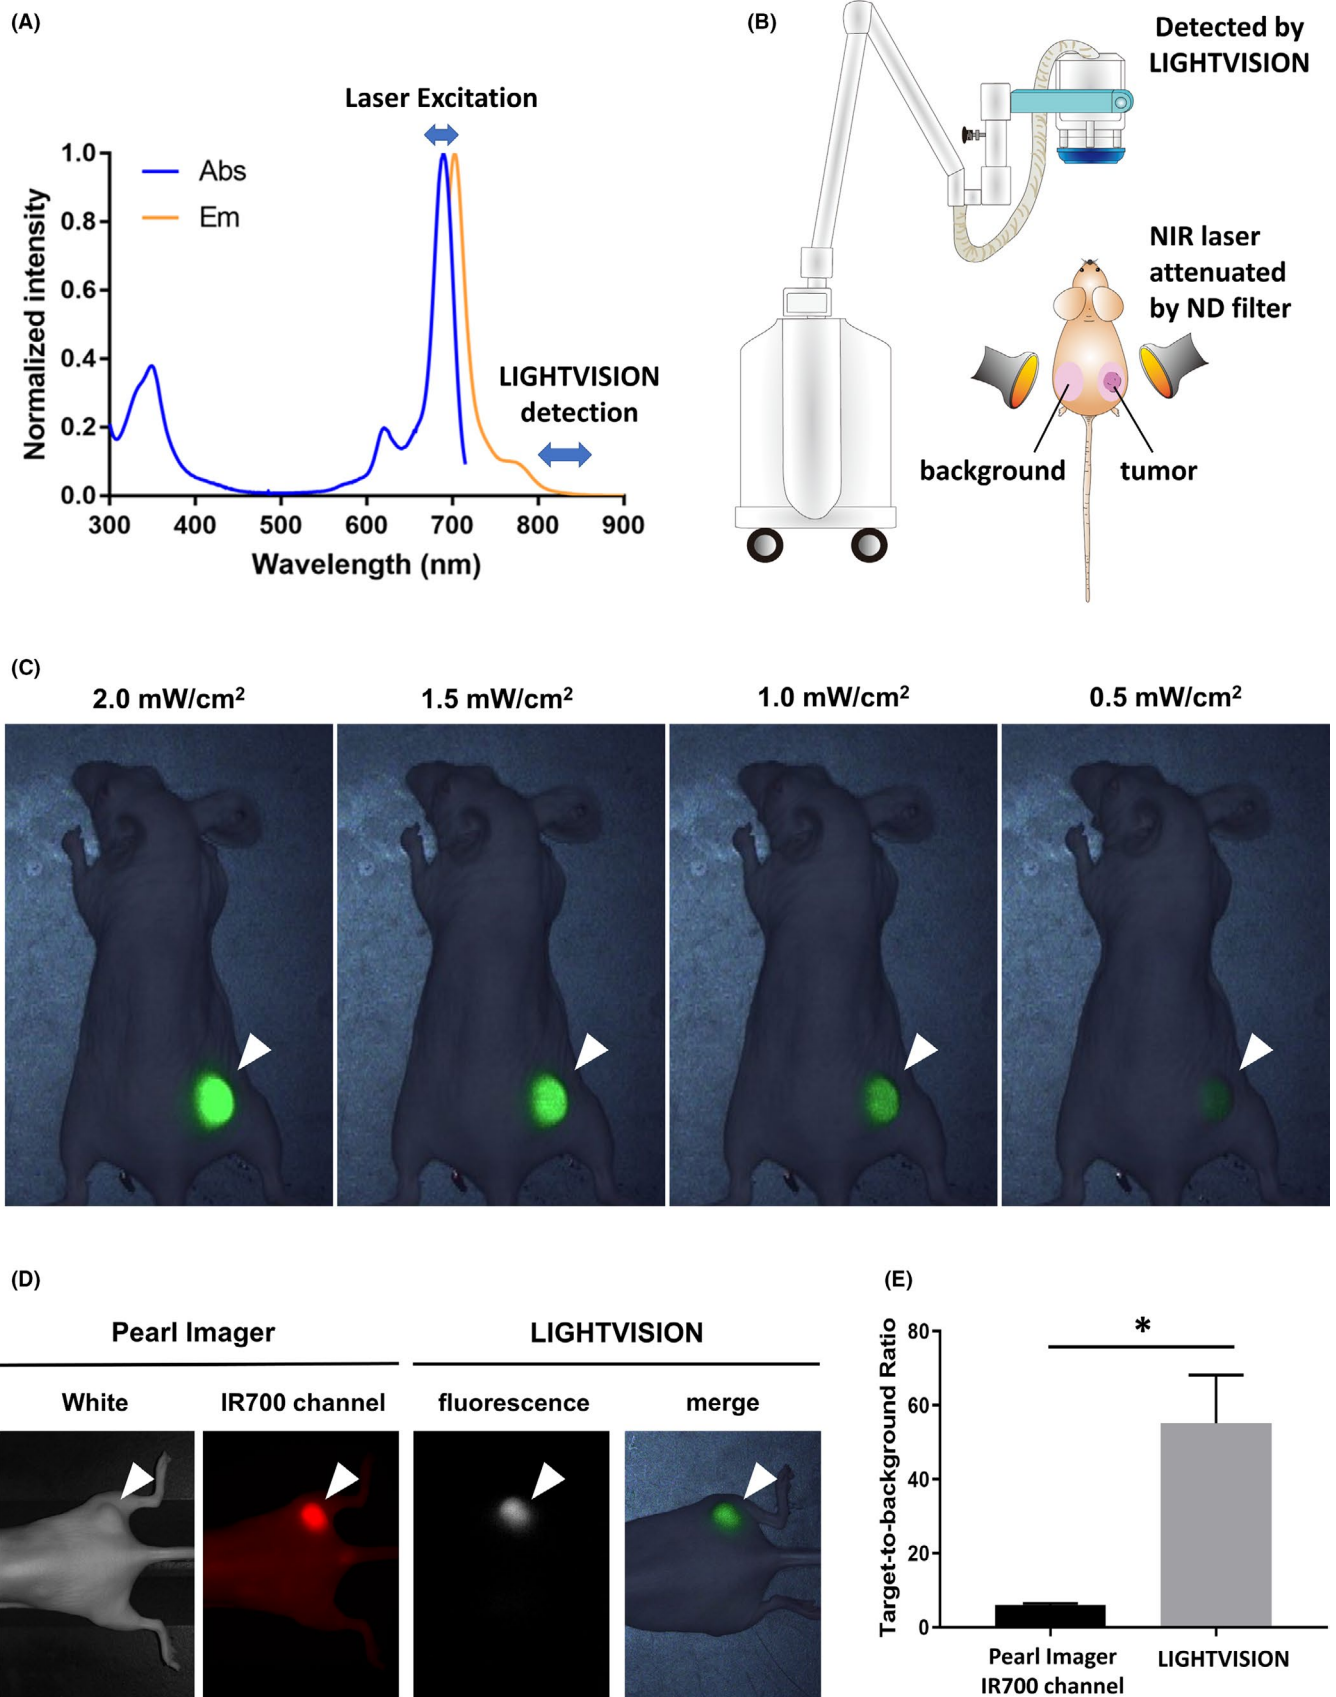 (A)
Laser Excitation
Abs
Em
LIGHTVISION
detection
Normalized intensity
1.0
0.8
0.6
0.4
0.2
0.0
300 400 500 600 700 800 900
Wavelength (nm)
(B)
Detected by
LIGHTVISION
NIR laser
attenuated
by ND filter
background
tumor
(C)
2.0 mW/cm²
1.5 mW/cm²
1.0 mW/cm²
0.5 mW/cm²
(D)
Pearl Imager
LIGHTVISION
White
IR700 channel
fluorescence
merge
(E)
*
Target-to-background Ratio
80
60
40
20
0
Pearl Imager
IR700 channel
LIGHTVISION